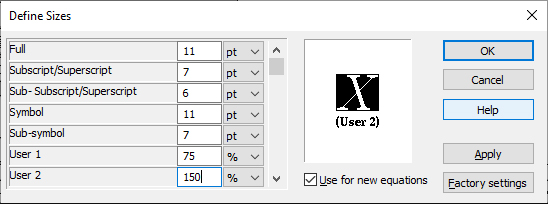 Define Sizes
Full 11 pt
Subscript/Superscript 7 pt
Sub- Subscript/Superscript 6 pt
Symbol 11 pt
Sub-symbol 7 pt
User 1 75 %
User 2 150 %
X
(User 2)
Use for new equations
OK
Cancel
Help
Apply
Factory settings